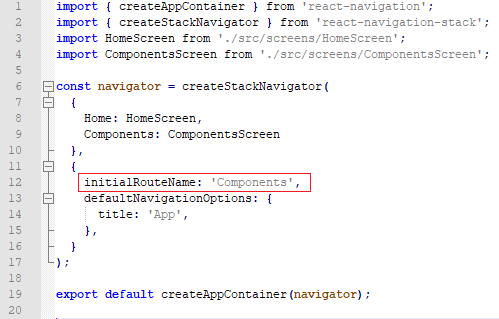 1 import { createAppContainer } from 'react-navigation';
2 import { createStackNavigator } from 'react-navigation-stack';
3 import HomeScreen from './src/screens/HomeScreen';
4 import ComponentsScreen from './src/screens/ComponentsScreen';
5
6 const navigator = createStackNavigator(
7 {
8 Home: HomeScreen,
9 Components: ComponentsScreen
10 },
11 {
12 initialRouteName: 'Components',
13 defaultNavigationOptions: {
14 title: 'App',
15 },
16 }
17 );
18
19 export default createAppContainer(navigator);
20